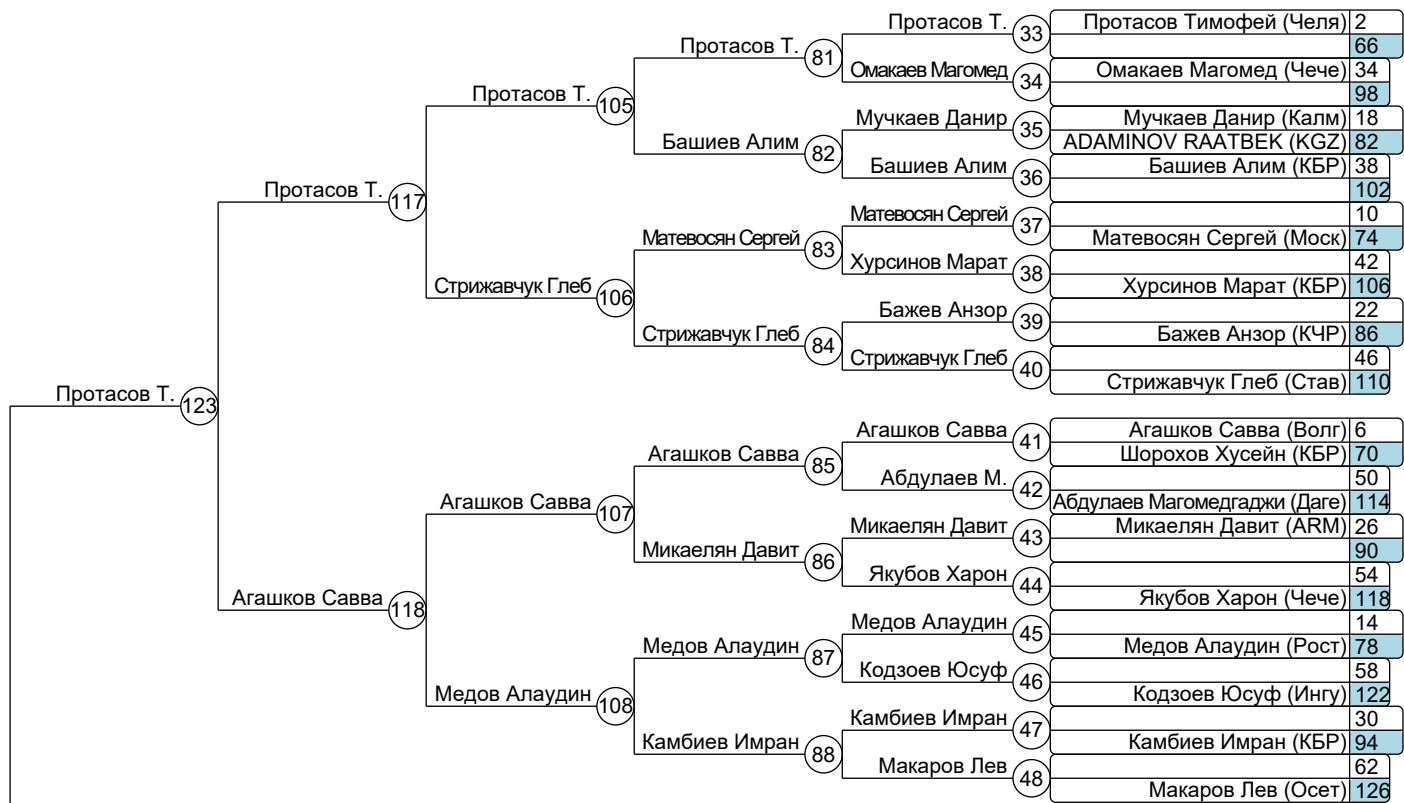 Протасов Т. 33 Протасов Тимофей (Челя) 2
Протасов Т. 81 66
Омакаев Магомед 34 Омакаев Магомед (Чече) 34
Протасов Т. 105 98
Мучкаев Данир 35 Мучкаев Данир (Калм) 18
Башиев Алим 82 ADAMINOV RAATBEK (KGZ) 82
Башиев Алим 36 Башиев Алим (КБР) 38
Протасов Т. 117 102
Матевосян Сергей 37 10
Матевосян Сергей 83 Матевосян Сергей (Моск) 74
Хурсинов Марат 38 42
Стрижавчук Глеб 106 Хурсинов Марат (КБР) 106
Бажев Анзор 39 22
Стрижавчук Глеб 84 Бажев Анзор (КЧР) 86
Стрижавчук Глеб 40 46
Стрижавчук Глеб (Став) 110
Протасов Т. 123
Агашков Савва 41 Агашков Савва (Волг) 6
Агашков Савва 85 Шорохов Хусейн (КБР) 70
Абдулаев М. 42 50
Агашков Савва 107 Абдулаев Магомедгаджи (Даге) 114
Микаелян Давит 43 Микаелян Давит (ARM) 26
Микаелян Давит 86 90
Якубов Харон 44 54
Агашков Савва 118 Якубов Харон (Чече) 118
Медов Алаудин 45 14
Медов Алаудин 87 Медов Алаудин (Рост) 78
Кодзоев Юсуф 46 58
Медов Алаудин 108 Кодзоев Юсуф (Ингу) 122
Камбиев Имран 47 30
Камбиев Имран 88 Камбиев Имран (КБР) 94
Макаров Лев 48 62
Макаров Лев (Осет) 126